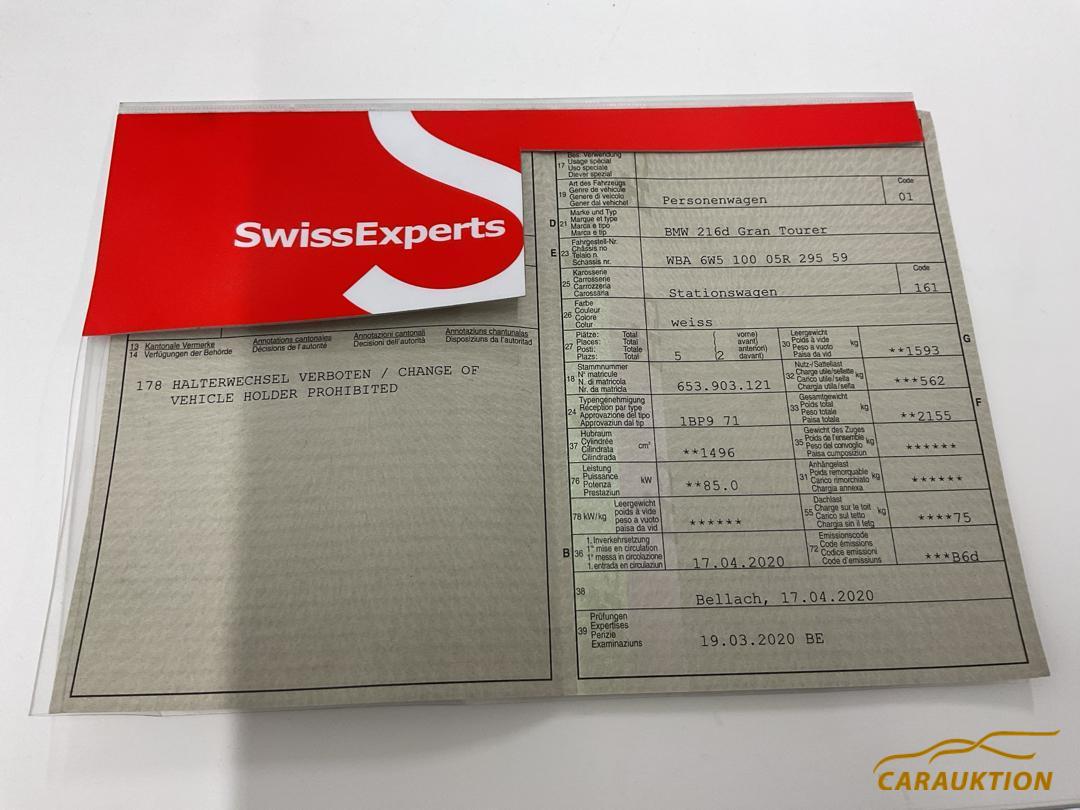 SwissExperts
13 Kantonale Vermerke
14 Verfügungen der Behörde
Annotations cantonales
Décisions de l'autorité
Annotazioni cantonali
Decisioni dell'autorità
Annotaziuns chantunalas
Disposiziuns da l'autoritad
178 HALTERWECHSEL VERBOTEN / CHANGE OF
VEHICLE HOLDER PROHIBITED
17
Bes. Verwendung
Usage spécial
Uso speciale
Diever spezial
19
Art des Fahrzeugs
Genre de véhicule
Genere di veicolo
Gener dal vehichel
Personenwagen
Code
01
D 21
Marke und Typ
Marque et type
Marca e tipo
Marca e tip
BMW 216d Gran Tourer
E 23
Fahrgestell-Nr.
Châssis no
Telaio n.
Schassis nr.
WBA 6W5 100 05R 295 59
25
Karosserie
Carrosserie
Carrozzeria
Carossaria
Stationswagen
Code
161
26
Farbe
Couleur
Colore
Colur
weiss
27
Plätze: Total
Places: Total
Posti: Totale
Plazs: Total
5
(vorne)
avant)
anteriori)
davant)
2
30
Leergewicht
Poids à vide
Peso a vuoto
Paisa da vid
kg
**1593
G
18
Stammnummer
N° matricule
N. di matricola
Nr. da matricla
653.903.121
32
Nutz-/Sattellast
Charge utile/sellette
Carico utile/sella
Chargia utila/sella
kg
***562
24
Typengenehmigung
Réception par type
Approvazione del tipo
Approvaziun dal tip
1BP9 71
33
Gesamtgewicht
Poids total
Peso totale
Paisa totala
kg
**2155
F
37
Hubraum
Cylindrée
Cilindrata
Cilindrada
cm³
**1496
35
Gewicht des Zuges
Poids de l'ensemble
Peso del convoglio
Paisa cumposiziun
kg
******
76
Leistung
Puissance
Potenza
Prestaziun
kW
**85.0
31
Anhängelast
Poids remorquable
Carico rimorchiato
Chargia annexa
kg
******
78 kW/kg
Leergewicht
poids à vide
peso a vuoto
paisa da vid
******
55
Dachlast
Charge sur le toit
Carico sul tetto
Chargia sin il tetg
kg
****75
B 36
1. Inverkehrsetzung
1re mise en circulation
1a messa in circolazione
1. entrada en circulaziun
17.04.2020
72
Emissionscode
Code émissions
Codice emissioni
Code d'emissiuns
***B6d
38
Bellach, 17.04.2020
39
Prüfungen
Expertises
Perizie
Examinaziuns
19.03.2020 BE
CARAUKTION